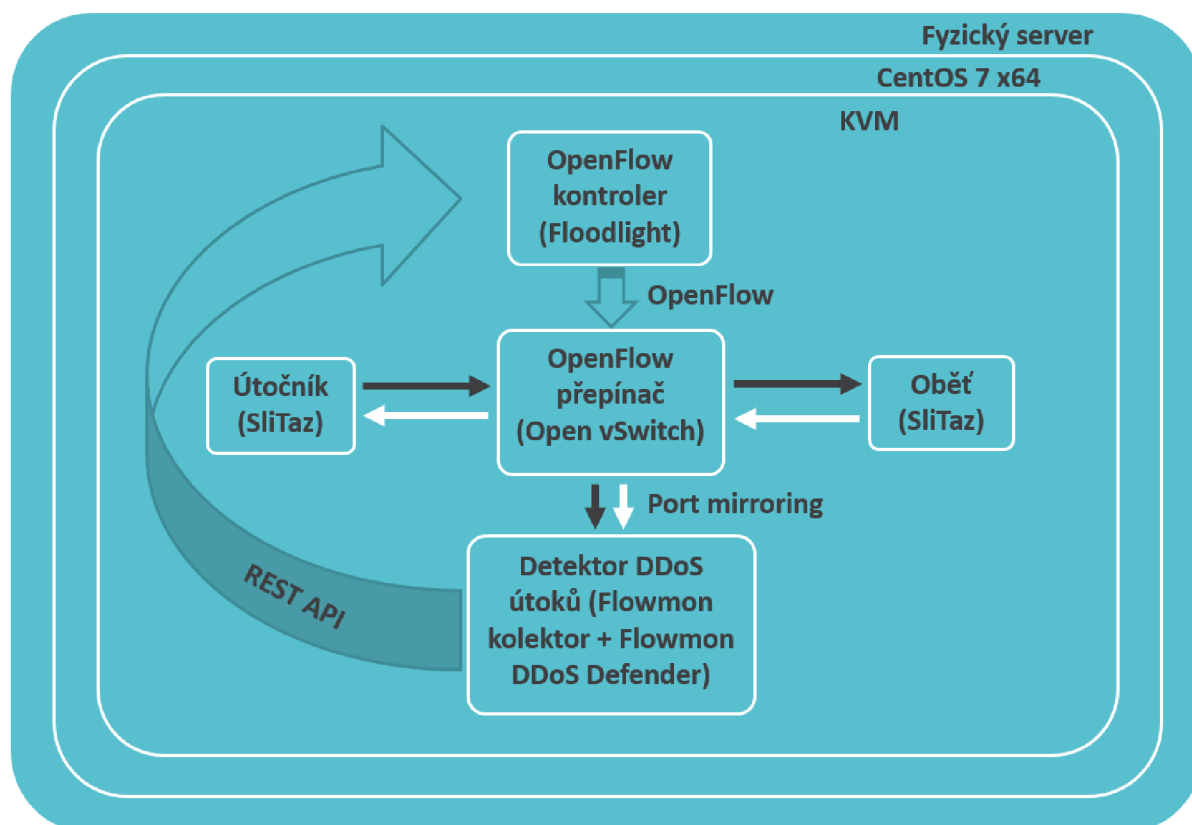 Fyzický server
CentOS 7 x64
KVM
OpenFlow
kontroler
(Floodlight)
OpenFlow
Útočník
(SliTaz)
OpenFlow
přepínač
(Open vSwitch)
Oběť
(SliTaz)
Port mirroring
Detektor DDoS
útoků (Flowmon
kolektor + Flowmon
DDoS Defender)
REST API